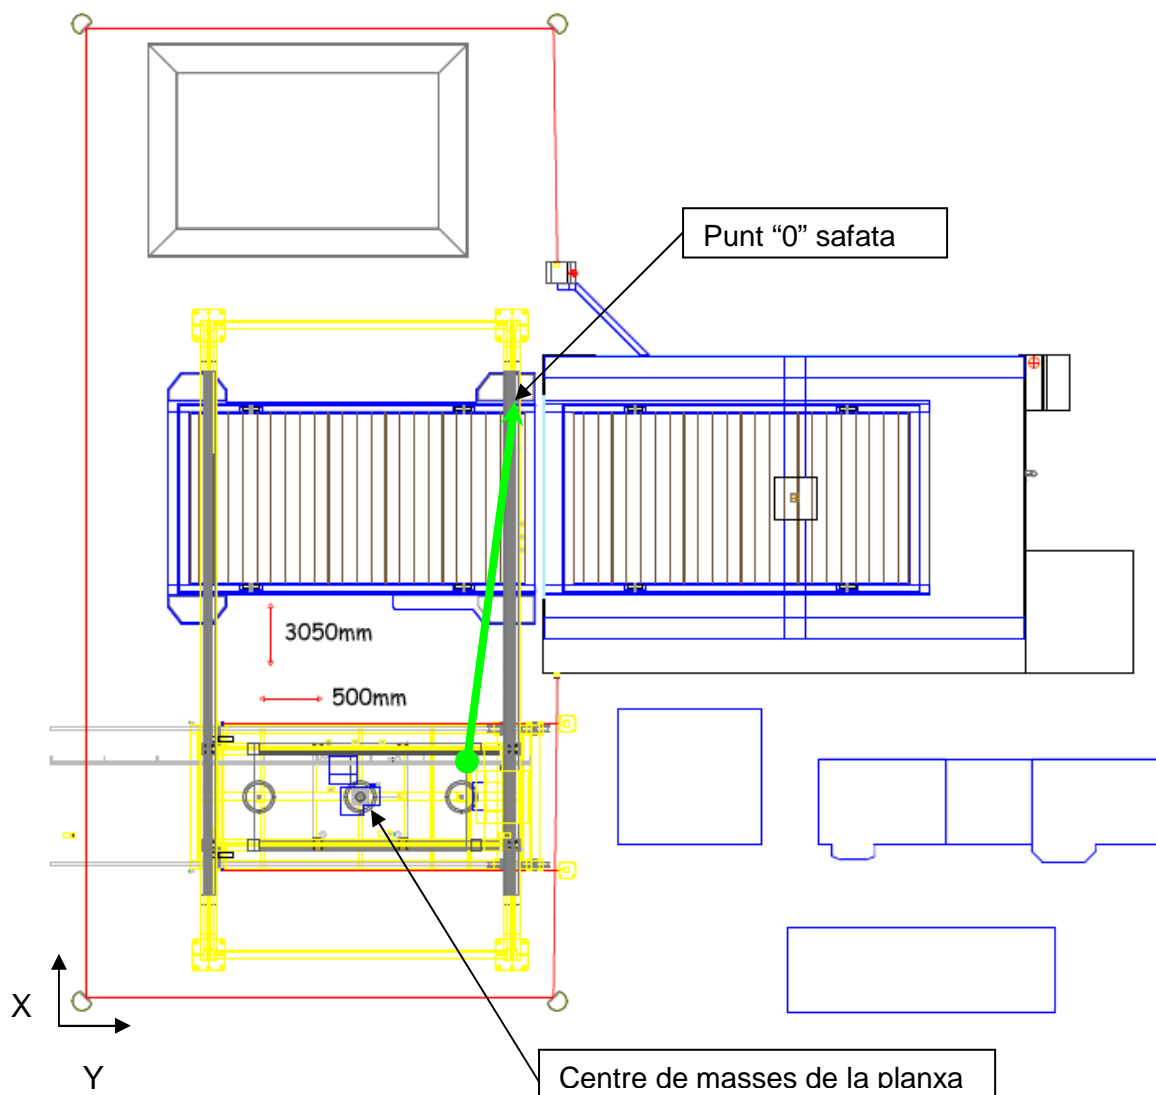 Punt “0” safata
3050mm
500mm
X
Y
Centre de masses de la planxa